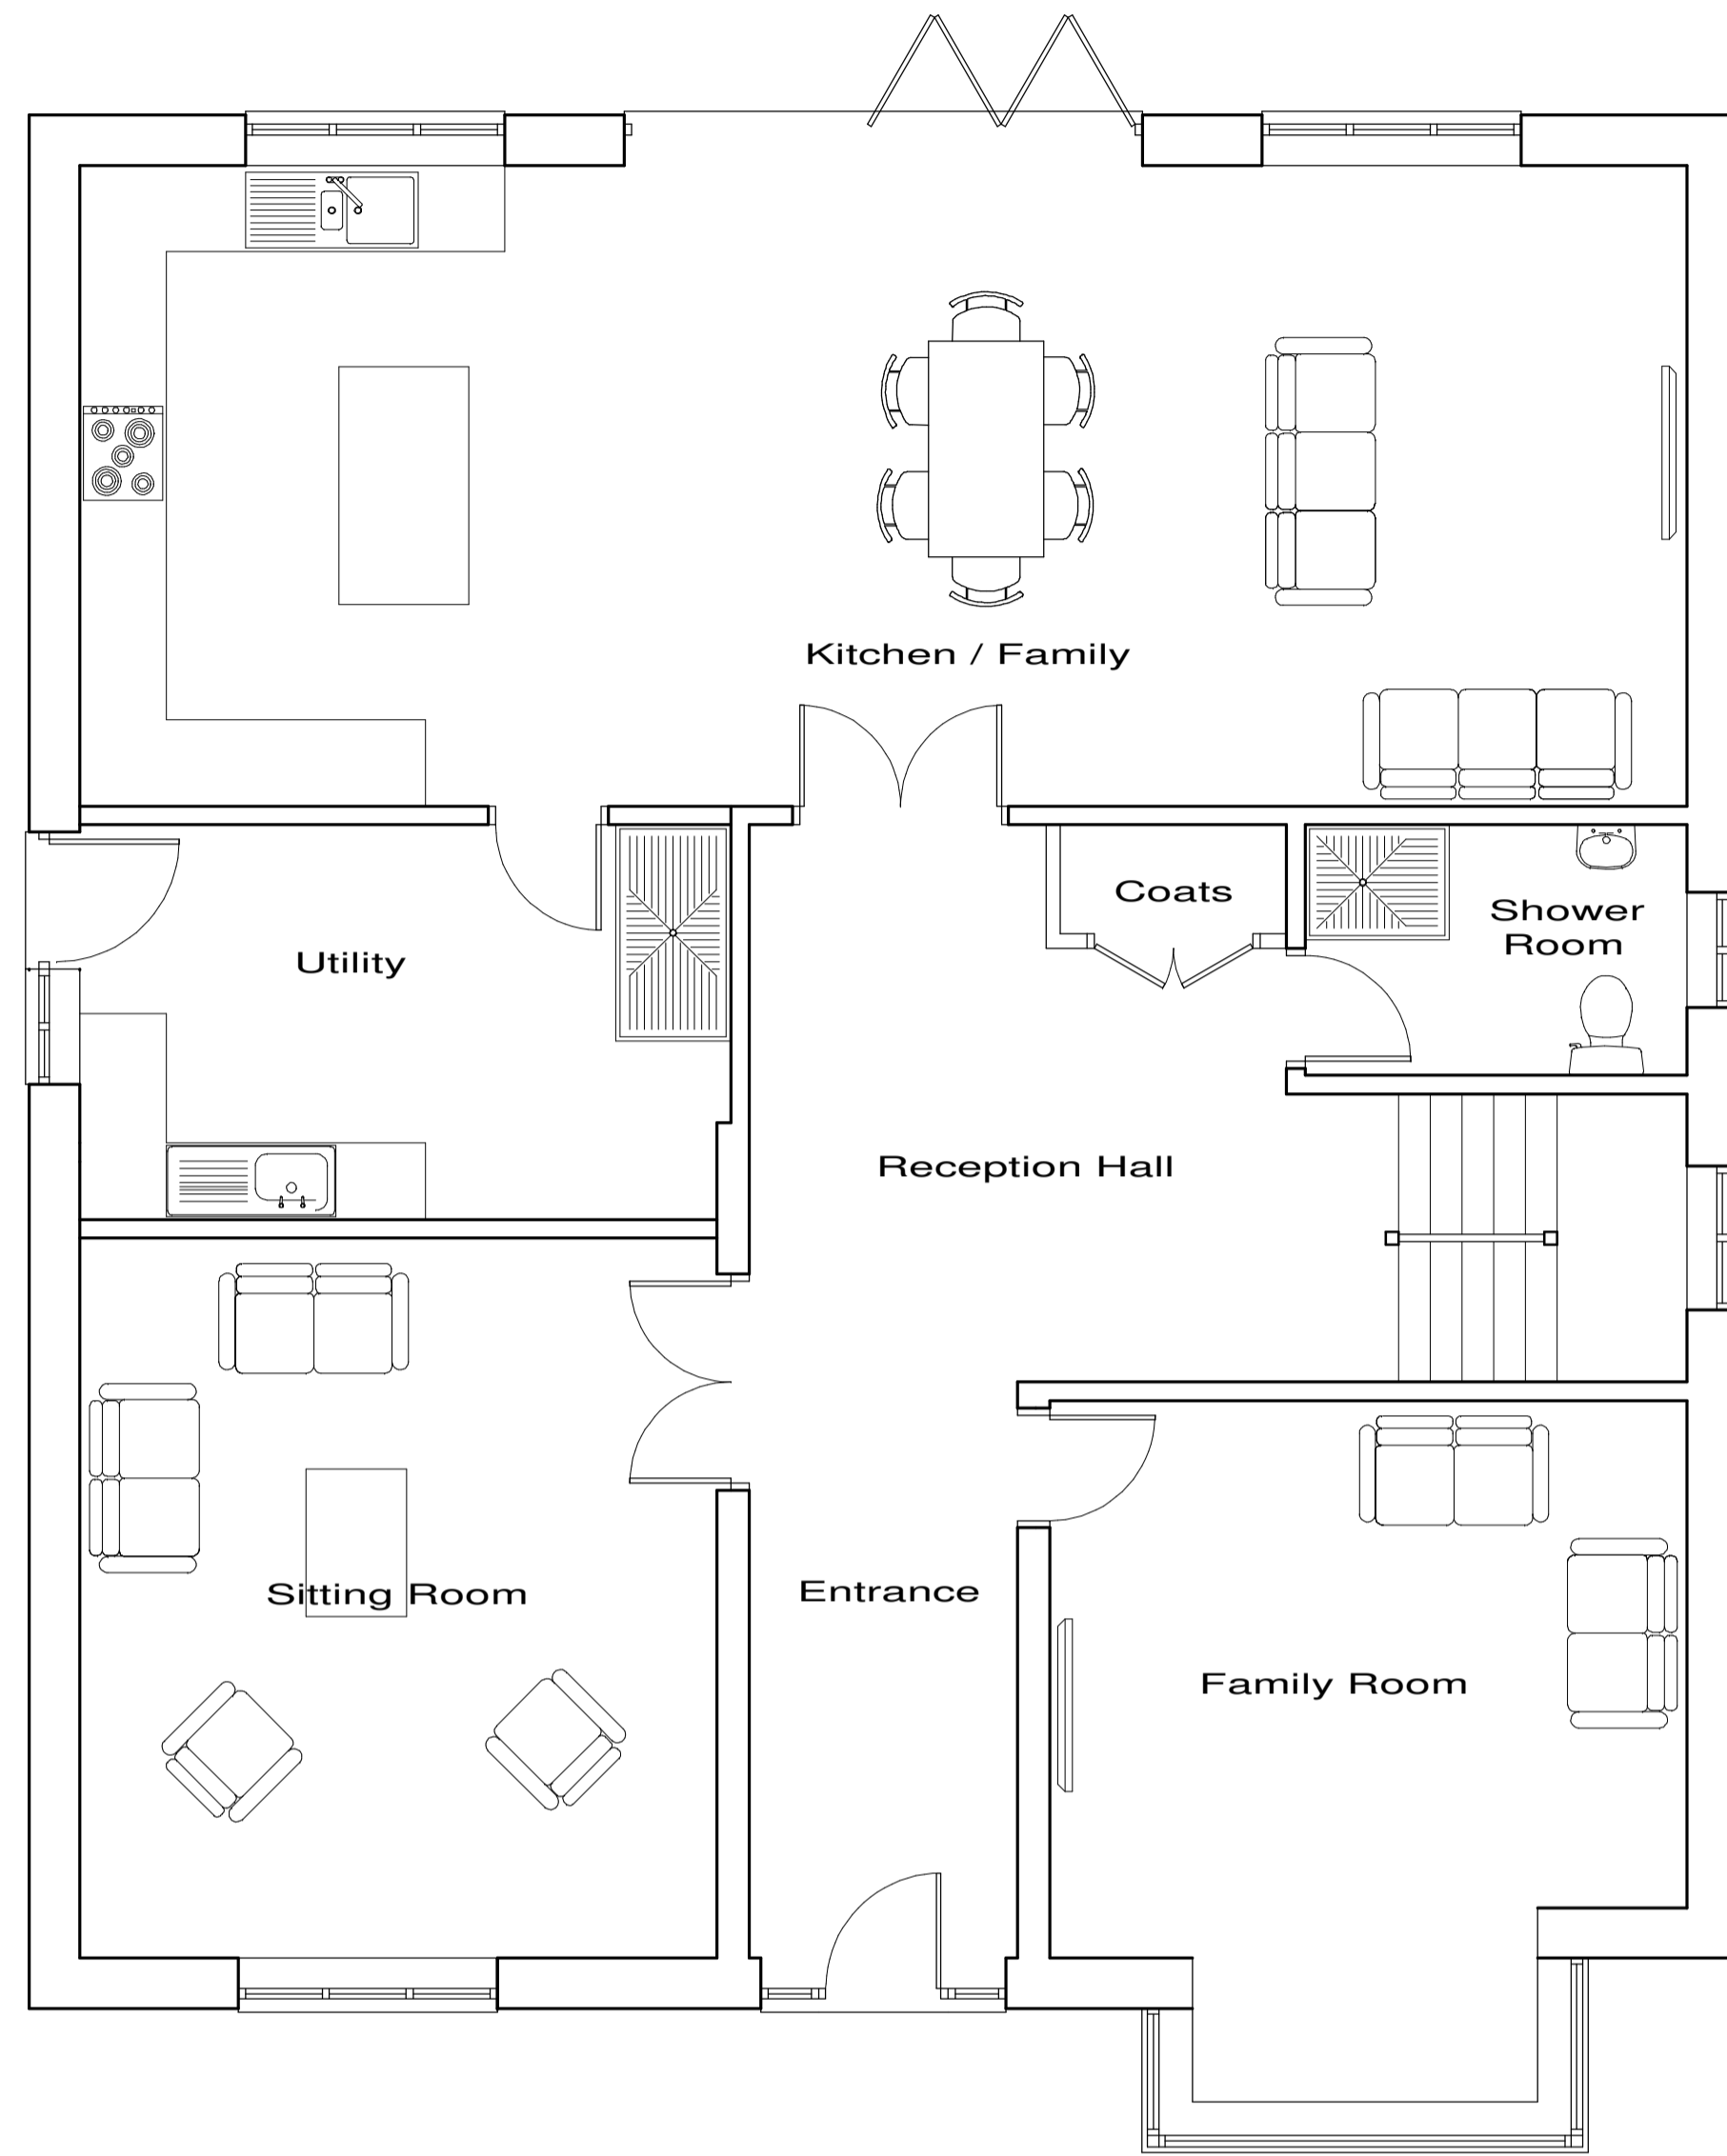 Kitchen / Family
Coats
Shower
Room
Utility
Reception Hall
Sitting Room
Entrance
Family Room